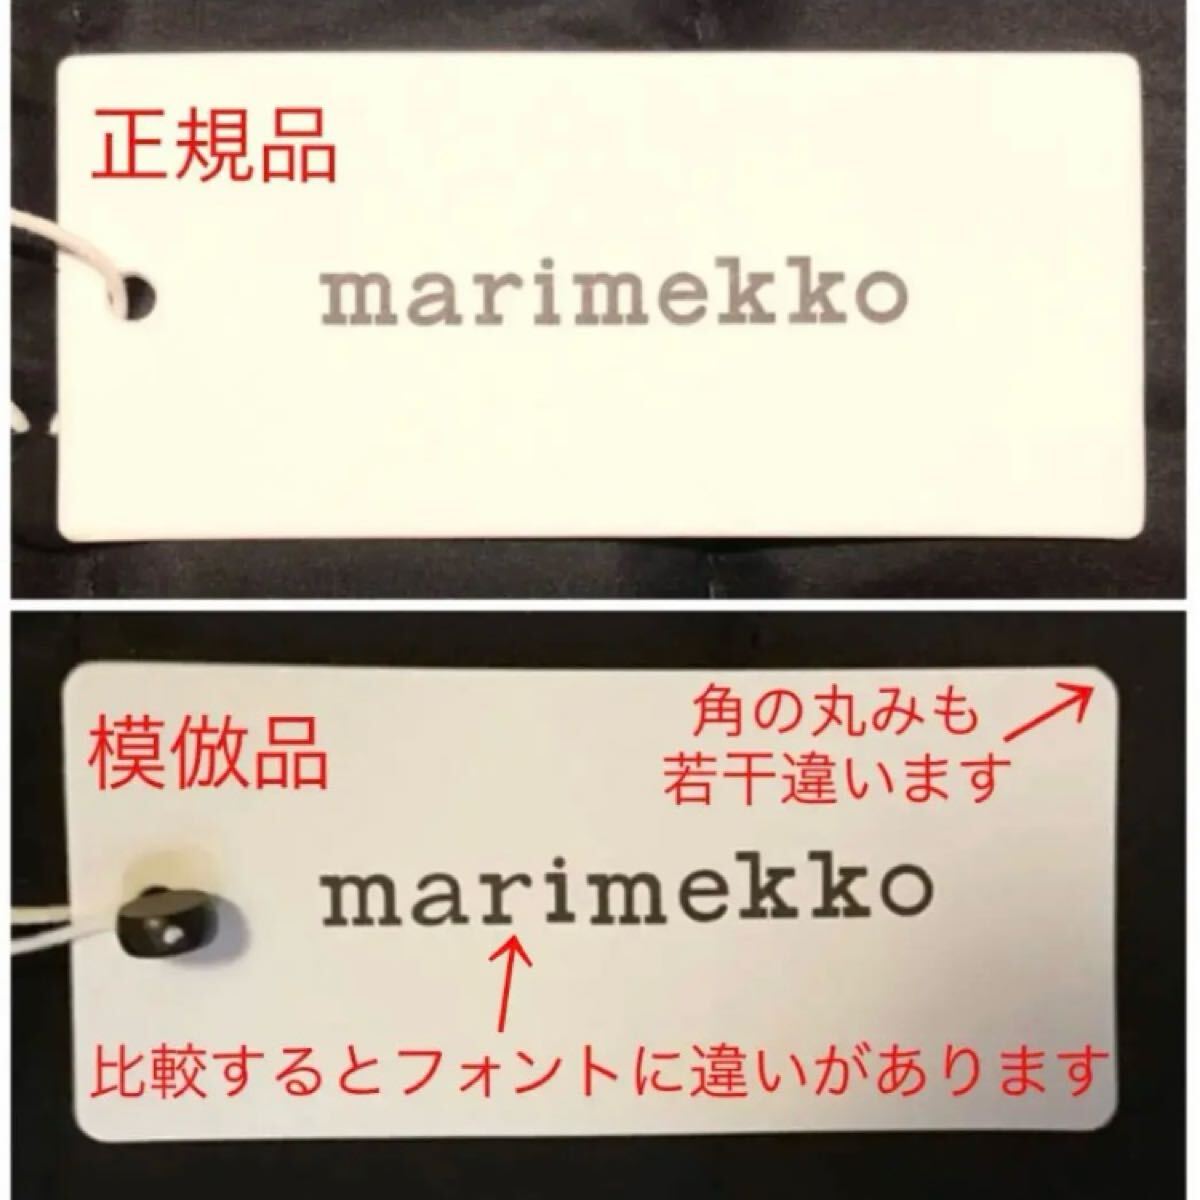 正規品
marimekko
模倣品
角の丸みも
若干違います
marimekko
比較するとフォントに違いがあります